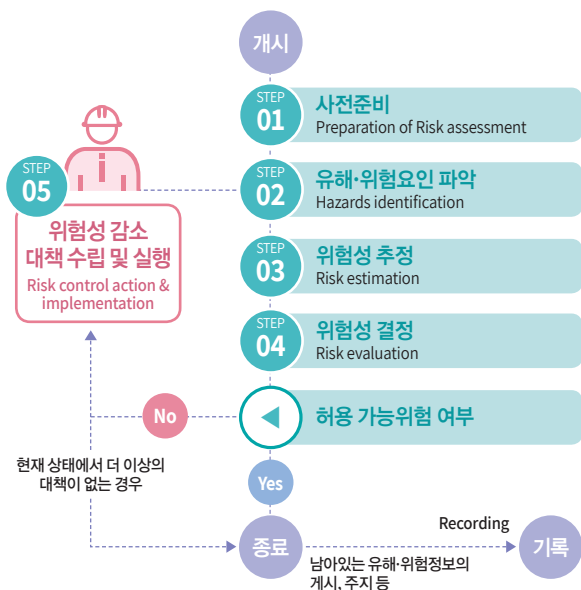 개시
STEP
01
사전준비
Preparation of Risk assessment
STEP
02
유해·위험요인 파악
Hazards identification
STEP
03
위험성 추정
Risk estimation
STEP
04
위험성 결정
Risk evaluation
STEP
05
위험성 감소
대책 수립 및 실행
Risk control action &
implementation
허용 가능위험 여부
No
Yes
현재 상태에서 더 이상의
대책이 없는 경우
종료
Recording
남아있는 유해·위험정보의
게시, 주지 등
기록